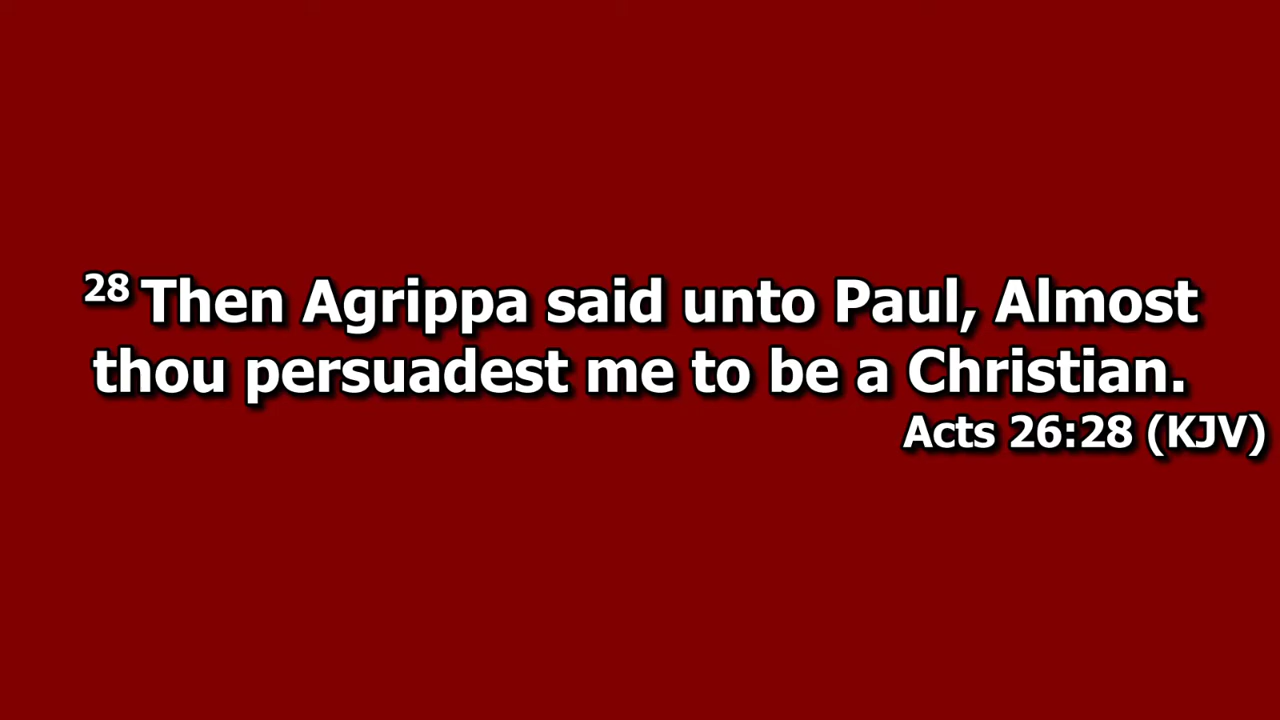 28 Then Agrippa said unto Paul, Almost
thou persuadest me to be a Christian.
Acts 26:28 (KJV)